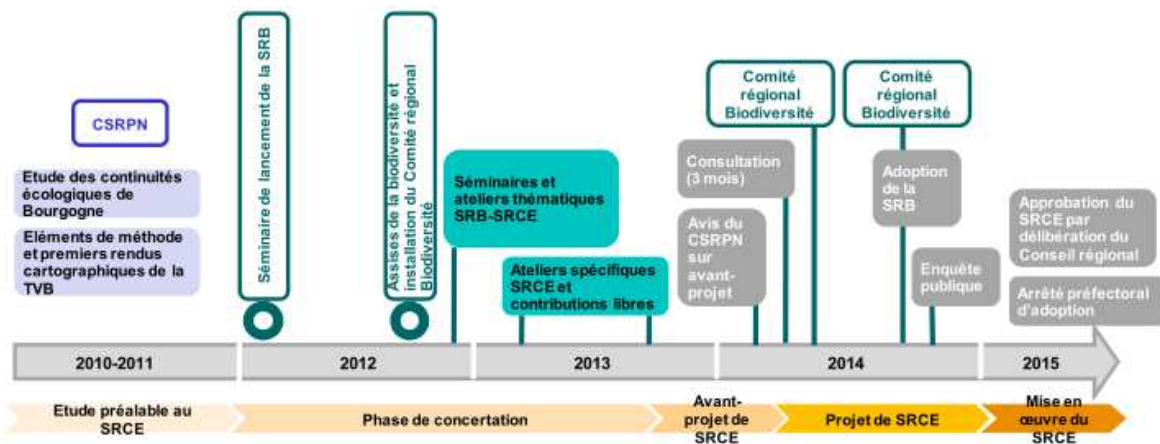 CSRPN
Etude des continuités
écologiques de
Bourgogne
Eléments de méthode
et premiers rendus
cartographiques de la
TVB
Séminaire de lancement de la SRB
Assises de la biodiversité et
installation du Comité régional
Biodiversité
Séminaires et
ateliers thématiques
SRB-SRCE
Ateliers spécifiques
SRCE et
contributions libres
Comité
régional
Biodiversité
Consultation
(3 mois)
Avis du
CSRPN
sur
avant-
projet
Comité
régional
Biodiversité
Adoption
de la
SRB
Enquête
publique
Approbation du
SRCE par
délibération du
Conseil régional
Arrêté préfectoral
d'adoption
2010-2011
2012
2013
2014
2015
Etude préalable au
SRCE
Phase de concertation
Avant-
projet de
SRCE
Projet de SRCE
Mise en
œuvre du
SRCE